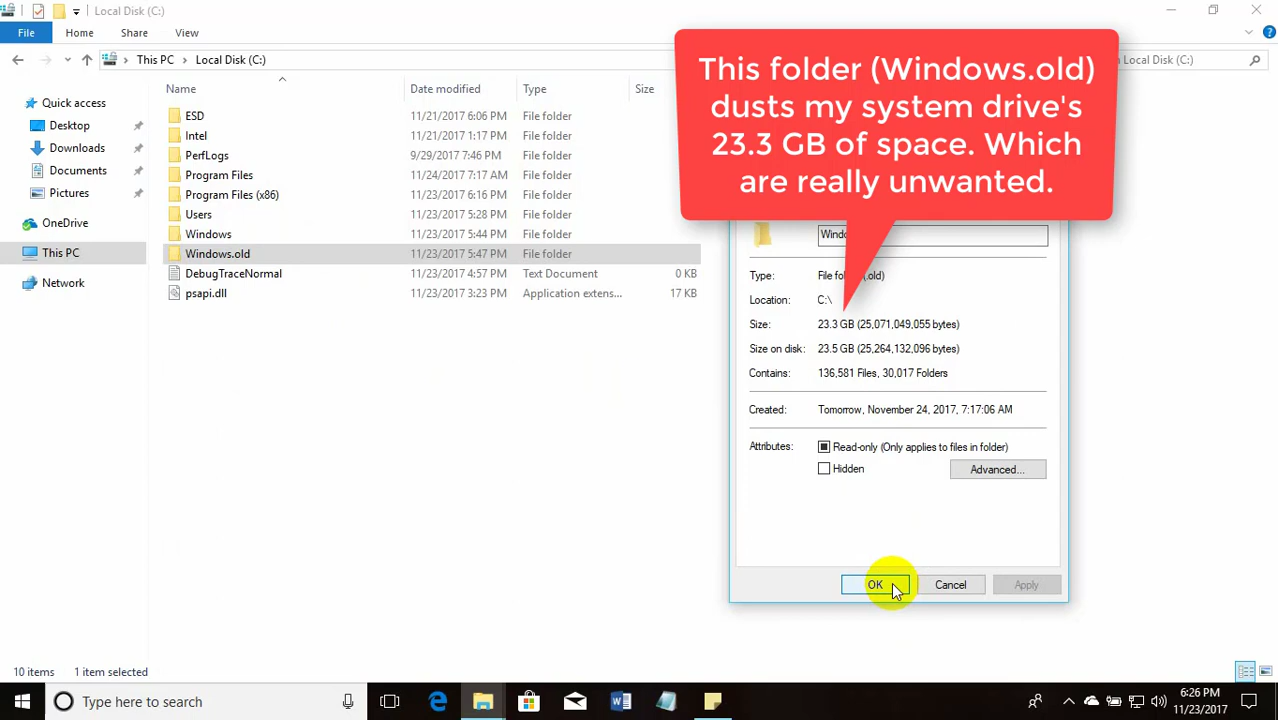 Local Disk (C:)
File Home Share View
This PC Local Disk (C:)
Local Disk (C:)
This folder (Windows.old)
dusts my system drive's
23.3 GB of space. Which
are really unwanted.
Quick access
Desktop
Downloads
Documents
Pictures
OneDrive
This PC
Network
Name Date modified Type Size
ESD 11/21/2017 6:06 PM File folder
Intel 11/21/2017 1:17 PM File folder
PerfLogs 9/29/2017 7:46 PM File folder
Program Files 11/24/2017 7:17 AM File folder
Program Files (x86) 11/23/2017 6:16 PM File folder
Users 11/23/2017 5:28 PM File folder
Windows 11/23/2017 5:44 PM File folder
Windows.old 11/23/2017 5:47 PM File folder
DebugTraceNormal 11/23/2017 4:57 PM Text Document 0 KB
psapi.dll 11/23/2017 3:23 PM Application extens... 17 KB
Type: File folder (.old)
Location: C:\
Size: 23.3 GB (25,071,049,055 bytes)
Size on disk: 23.5 GB (25,264,132,096 bytes)
Contains: 136,581 Files, 30,017 Folders
Created: Tomorrow, November 24, 2017, 7:17:06 AM
Attributes: Read-only (Only applies to files in folder)
Hidden Advanced...
OK Cancel Apply
10 items 1 item selected
Type here to search
6:26 PM
11/23/2017